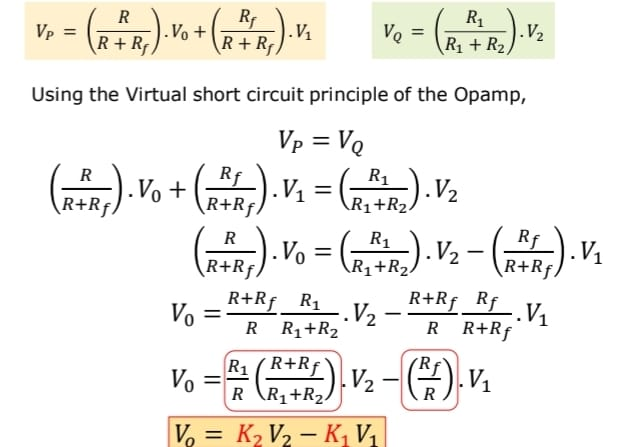 V_P = (R / (R + R_f)) . V_0 + (R_f / (R + R_f)) . V_1
V_Q = (R_1 / (R_1 + R_2)) . V_2
Using the Virtual short circuit principle of the Opamp,
V_P = V_Q
(R / (R+R_f)) . V_0 + (R_f / (R+R_f)) . V_1 = (R_1 / (R_1+R_2)) . V_2
(R / (R+R_f)) . V_0 = (R_1 / (R_1+R_2)) . V_2 − (R_f / (R+R_f)) . V_1
V_0 = (R+R_f / R) (R_1 / R_1+R_2) . V_2 − (R+R_f / R) (R_f / R+R_f) . V_1
V_0 = (R_1 / R) ((R+R_f) / (R_1+R_2)) . V_2 − (R_f / R) . V_1
V_o = K_2 V_2 − K_1 V_1